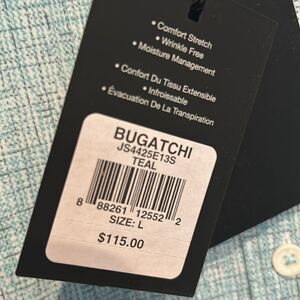 • Comfort Stretch
• Wrinkle Free
• Moisture Management
• Confort Du Tissu Extensible
• Infroissable
• Évacuation De La Transpiration
BUGATCHI
JS4425E13S
TEAL
8 88261 12552 2
SIZE: L
$115.00